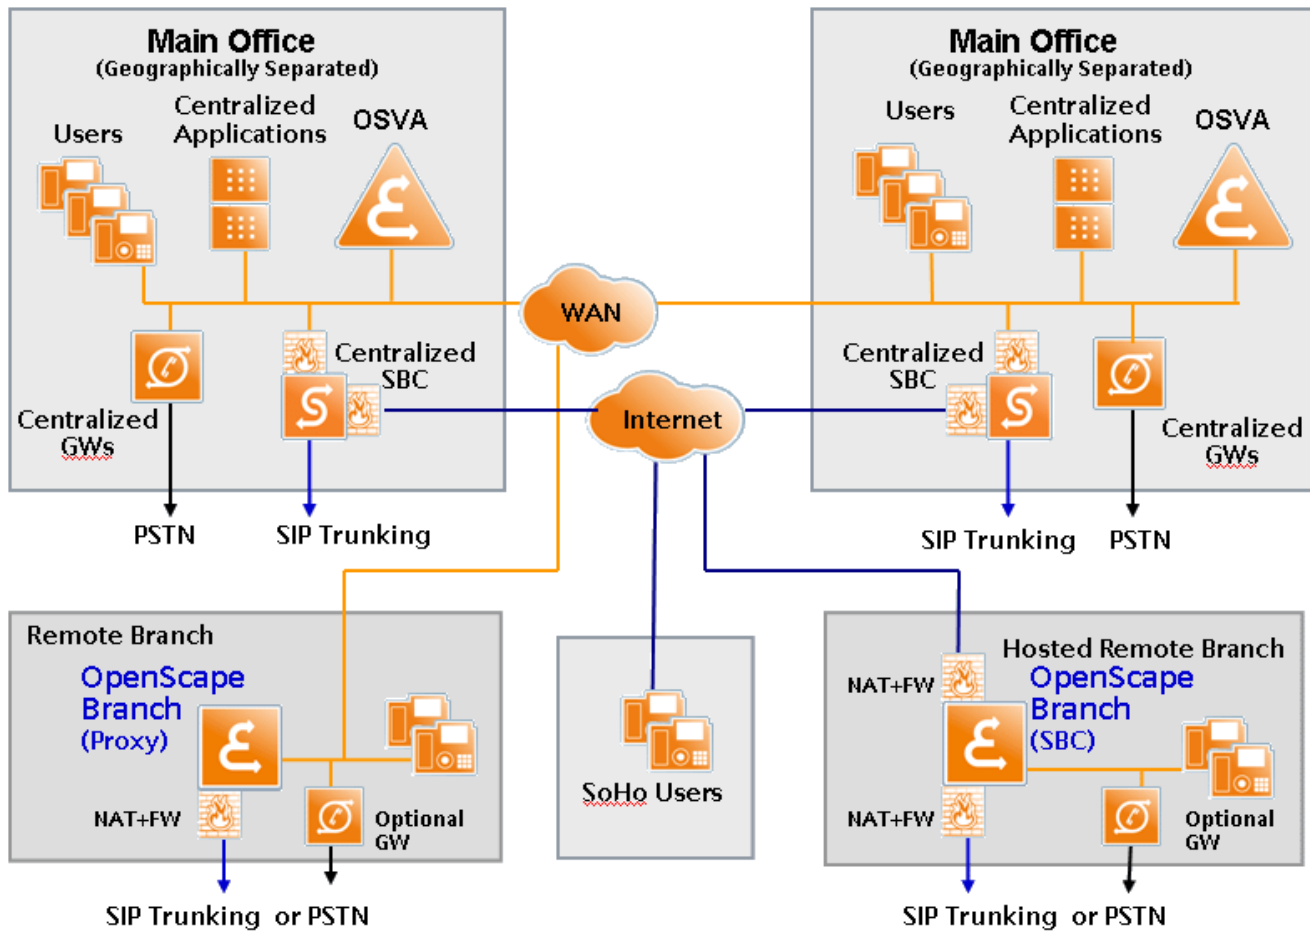 Main Office
(Geographically Separated)
Users
Centralized
Applications
OSVA
Centralized
SBC
Centralized
GWs
PSTN
SIP Trunking
WAN
Internet
Main Office
(Geographically Separated)
Users
Centralized
Applications
OSVA
Centralized
SBC
Centralized
GWs
SIP Trunking
PSTN
Remote Branch
OpenScape
Branch
(Proxy)
NAT+FW
Optional
GW
SIP Trunking or PSTN
SoHo Users
Hosted Remote Branch
NAT+FW
OpenScape
Branch
(SBC)
NAT+FW
Optional
GW
SIP Trunking or PSTN